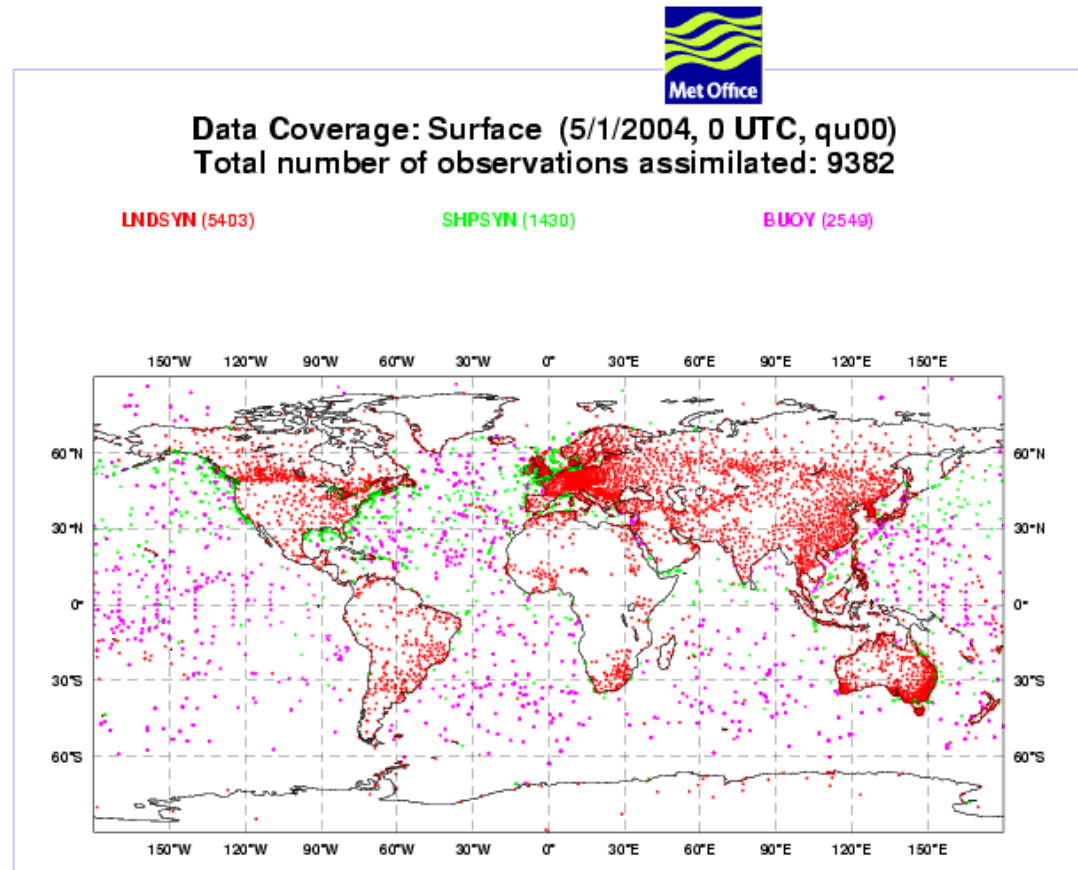 Met Office
Data Coverage: Surface (5/1/2004, 0 UTC, qu00)
Total number of observations assimilated: 9382
LNDSYN (5403) SHPSYN (1430) BUOY (2549)
150°W 120°W 90°W 60°W 30°W 0° 30°E 60°E 90°E 120°E 150°E
60°N 60°N
30°N 30°N
0° 0°
30°S 30°S
60°S 60°S
150°W 120°W 90°W 60°W 30°W 0° 30°E 60°E 90°E 120°E 150°E